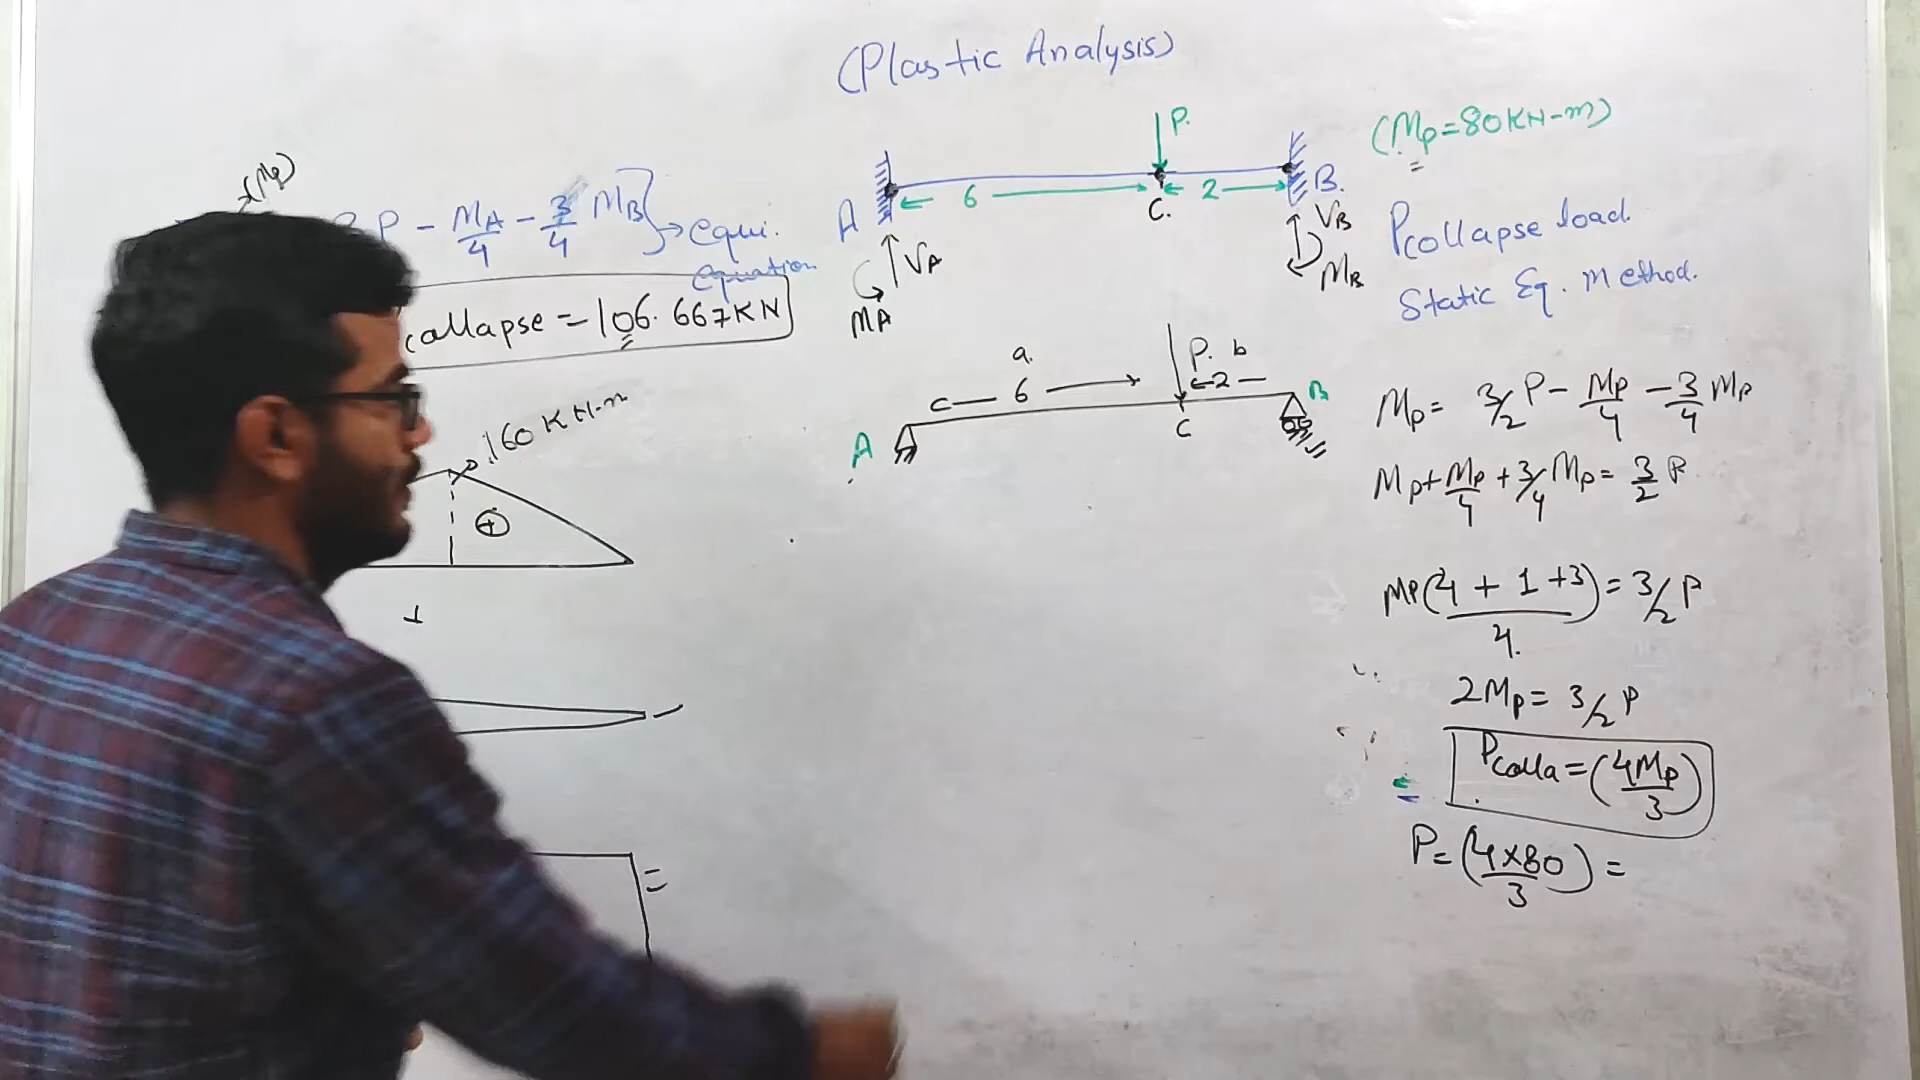 (Plastic Analysis)
(Mp)
P - MA/4 - 3/4 MB} → equi.
equation
collapse = 106.667KN
160 KN-m
+
P.
6
2
A
B.
C.
VA
MA
VB
MB
a.
6
P. b
2
A
C
B
(Mp=80KN-m)
Pcollapse load.
Static Eq. Method.
Mp = 3/2 P - Mp/4 - 3/4 Mp
Mp + Mp/4 + 3/4 Mp = 3/2 P
Mp(4 + 1 + 3)/4. = 3/2 P
2Mp = 3/2 P
Pcolla = (4Mp/3)
P = (4x80/3) =